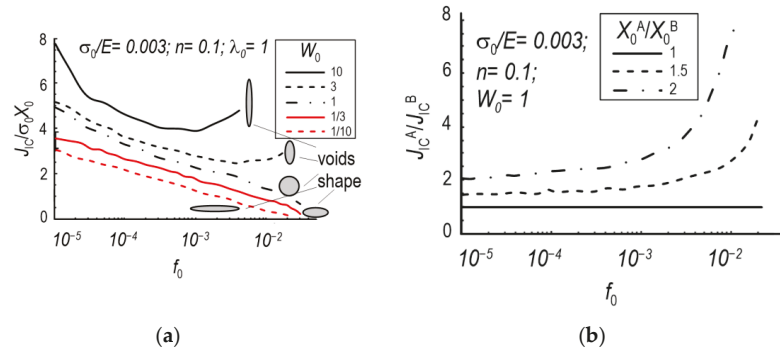 σ₀/E= 0.003; n= 0.1; λ₀= 1
W₀
10
3
1
1/3
1/10
voids
shape
J_IC/σ₀X₀
8
6
4
2
0
10⁻⁵ 10⁻⁴ 10⁻³ 10⁻²
f₀
(a)
σ₀/E= 0.003;
n= 0.1;
W₀= 1
X₀ᴬ/X₀ᴮ
1
1.5
2
J_ICᴬ/J_ICᴮ
8
6
4
2
0
10⁻⁵ 10⁻⁴ 10⁻³ 10⁻²
f₀
(b)